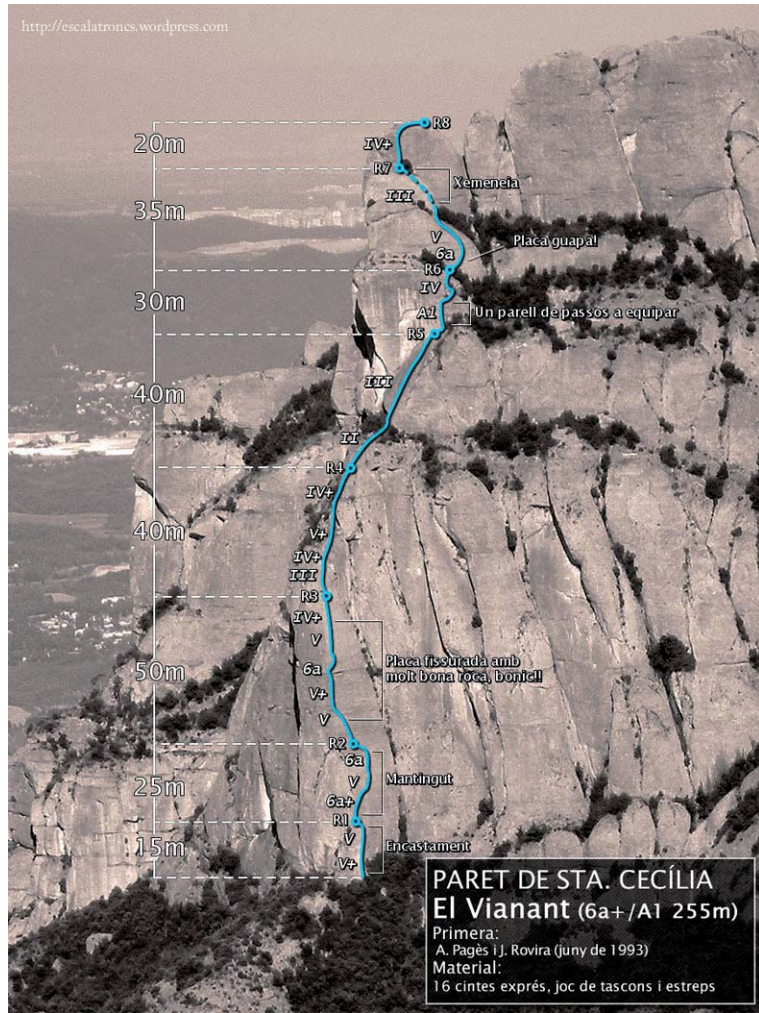 http://escalatroncs.wordpress.com
R8
20m
IV+
R7
Xemeneia
III
35m
V
Placa guapa!
6a
R6
IV
30m
A1
Un parell de passos a equipar
R5
III
40m
II
R4
IV+
V+
40m
IV+
III
R3
IV+
V
Placa fissurada amb
molt bona roca, bonic!!
6a
50m
V+
V
R2
6a
V
Mantingut
25m
6a+
R1
V
Encastament
15m
V+
PARET DE STA. CECÍLIA
El Vianant (6a+/A1 255m)
Primera:
A. Pagès i J. Rovira (juny de 1993)
Material:
16 cintes exprés, joc de tascons i estreps